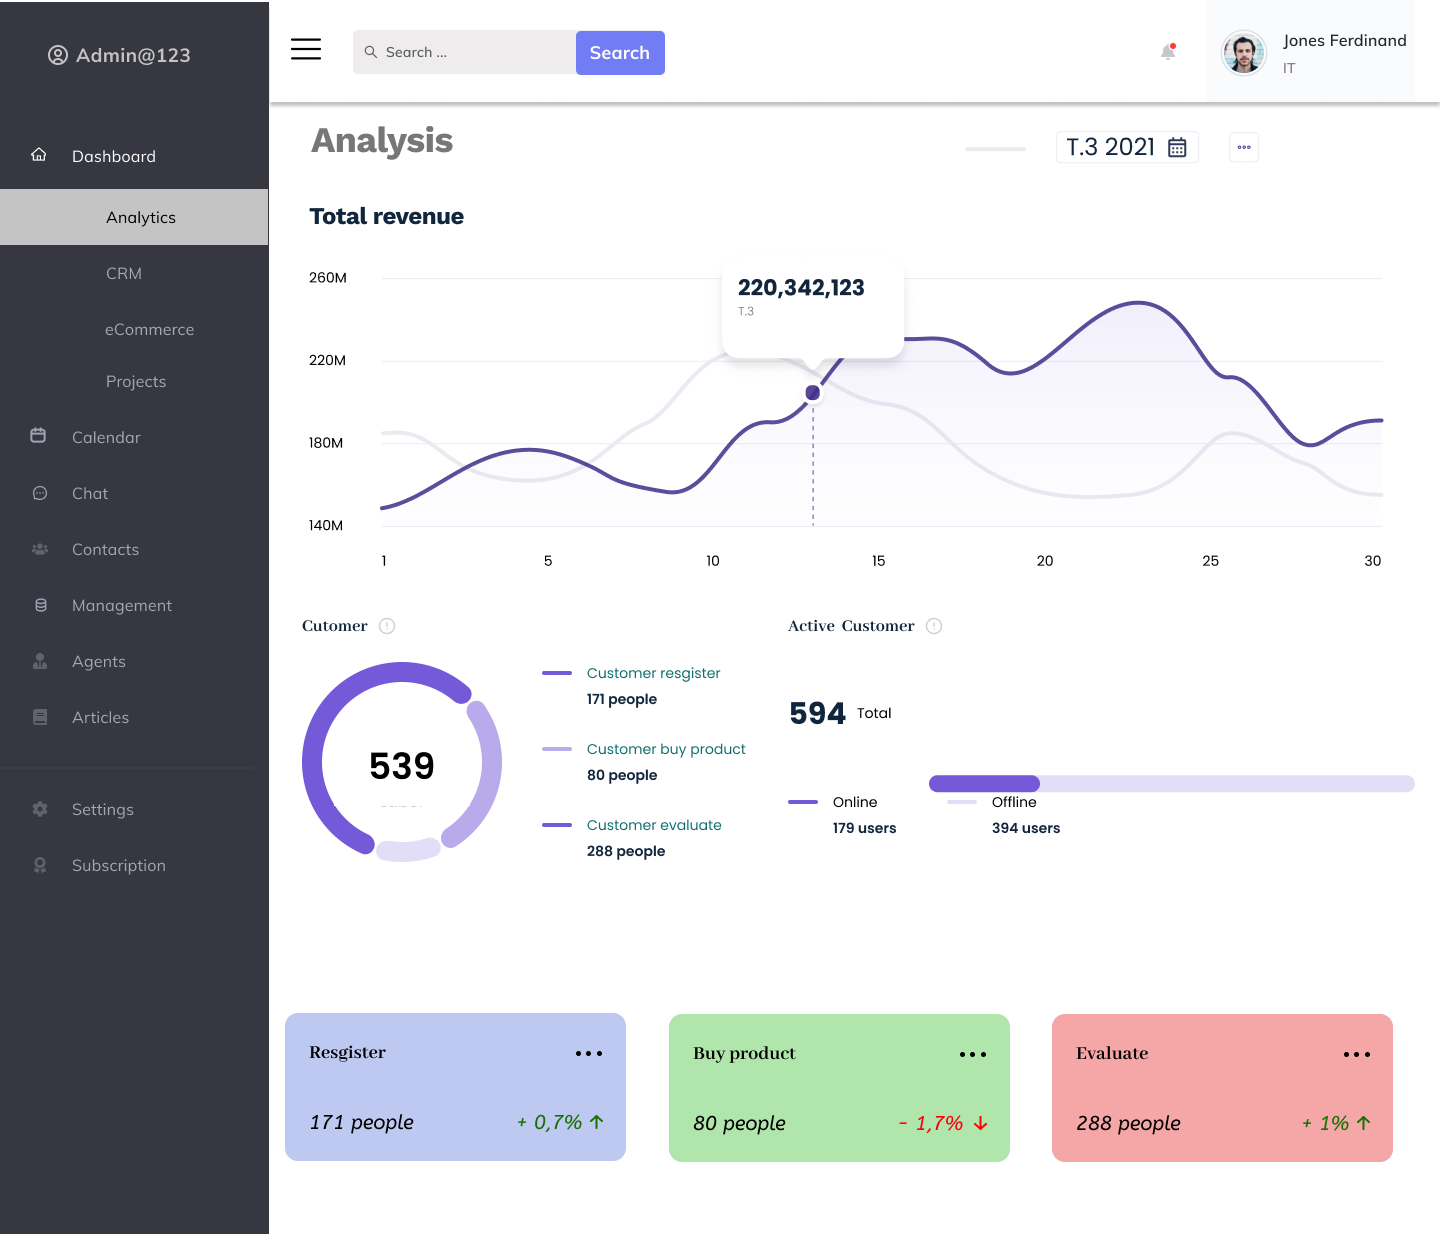 Admin@123
Dashboard
Analytics
CRM
eCommerce
Projects
Calendar
Chat
Contacts
Management
Agents
Articles
Settings
Subscription
Search ...
Search
Jones Ferdinand
IT
Analysis
T.3 2021
Total revenue
260M
220M
180M
140M
220,342,123
T.3
1 5 10 15 20 25 30
Cutomer
539
Customer resgister
171 people
Customer buy product
80 people
Customer evaluate
288 people
Active Customer
594 Total
Online
179 users
Offline
394 users
Resgister
171 people + 0,7%
Buy product
80 people - 1,7%
Evaluate
288 people + 1%